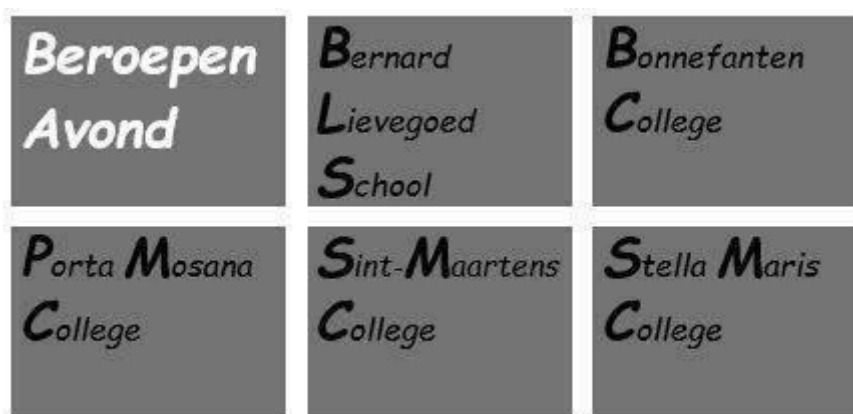 Beroepen
Avond
Bernard
Lievegoed
School
Bonnefanten
College
Porta Mosana
College
Sint-Maartens
College
Stella Maris
College